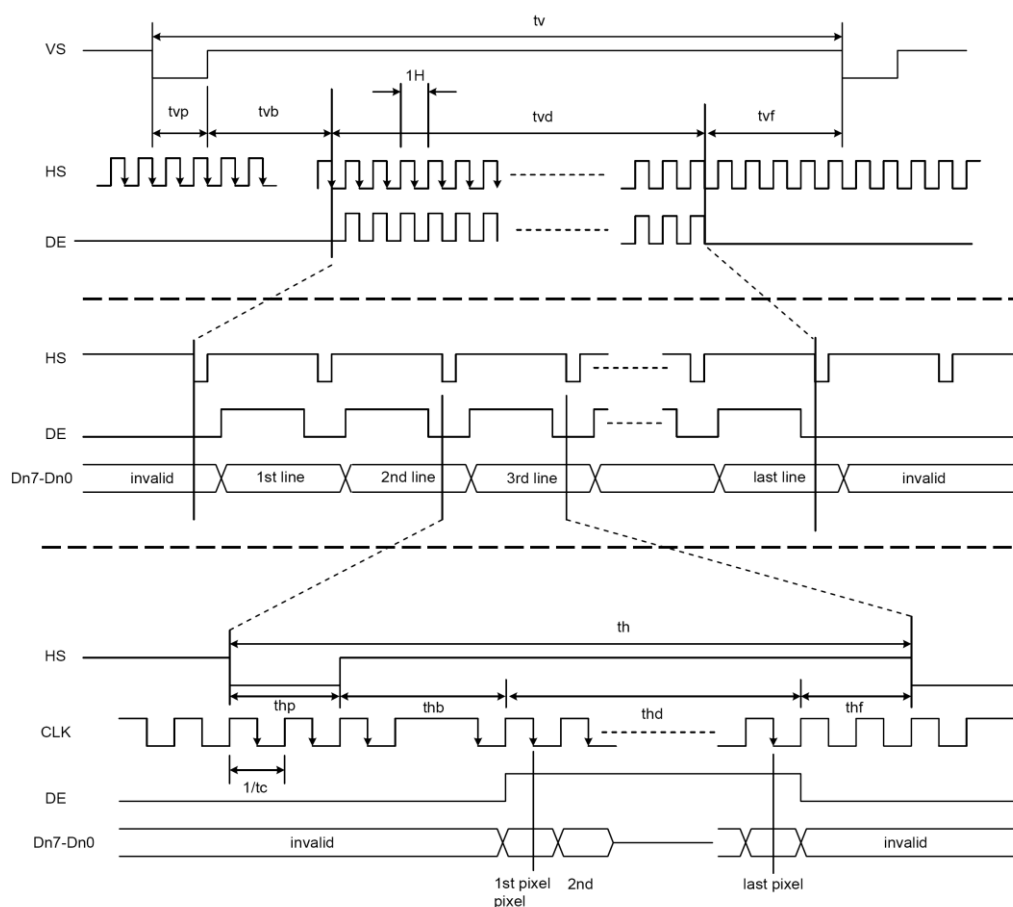 tv
VS
1H
tvp
tvb
tvd
tvf
HS
DE
HS
DE
Dn7-Dn0
invalid
1st line
2nd line
3rd line
last line
invalid
th
HS
thp
thb
thd
thf
CLK
1/tc
DE
Dn7-Dn0
invalid
invalid
1st pixel
2nd
last pixel
pixel